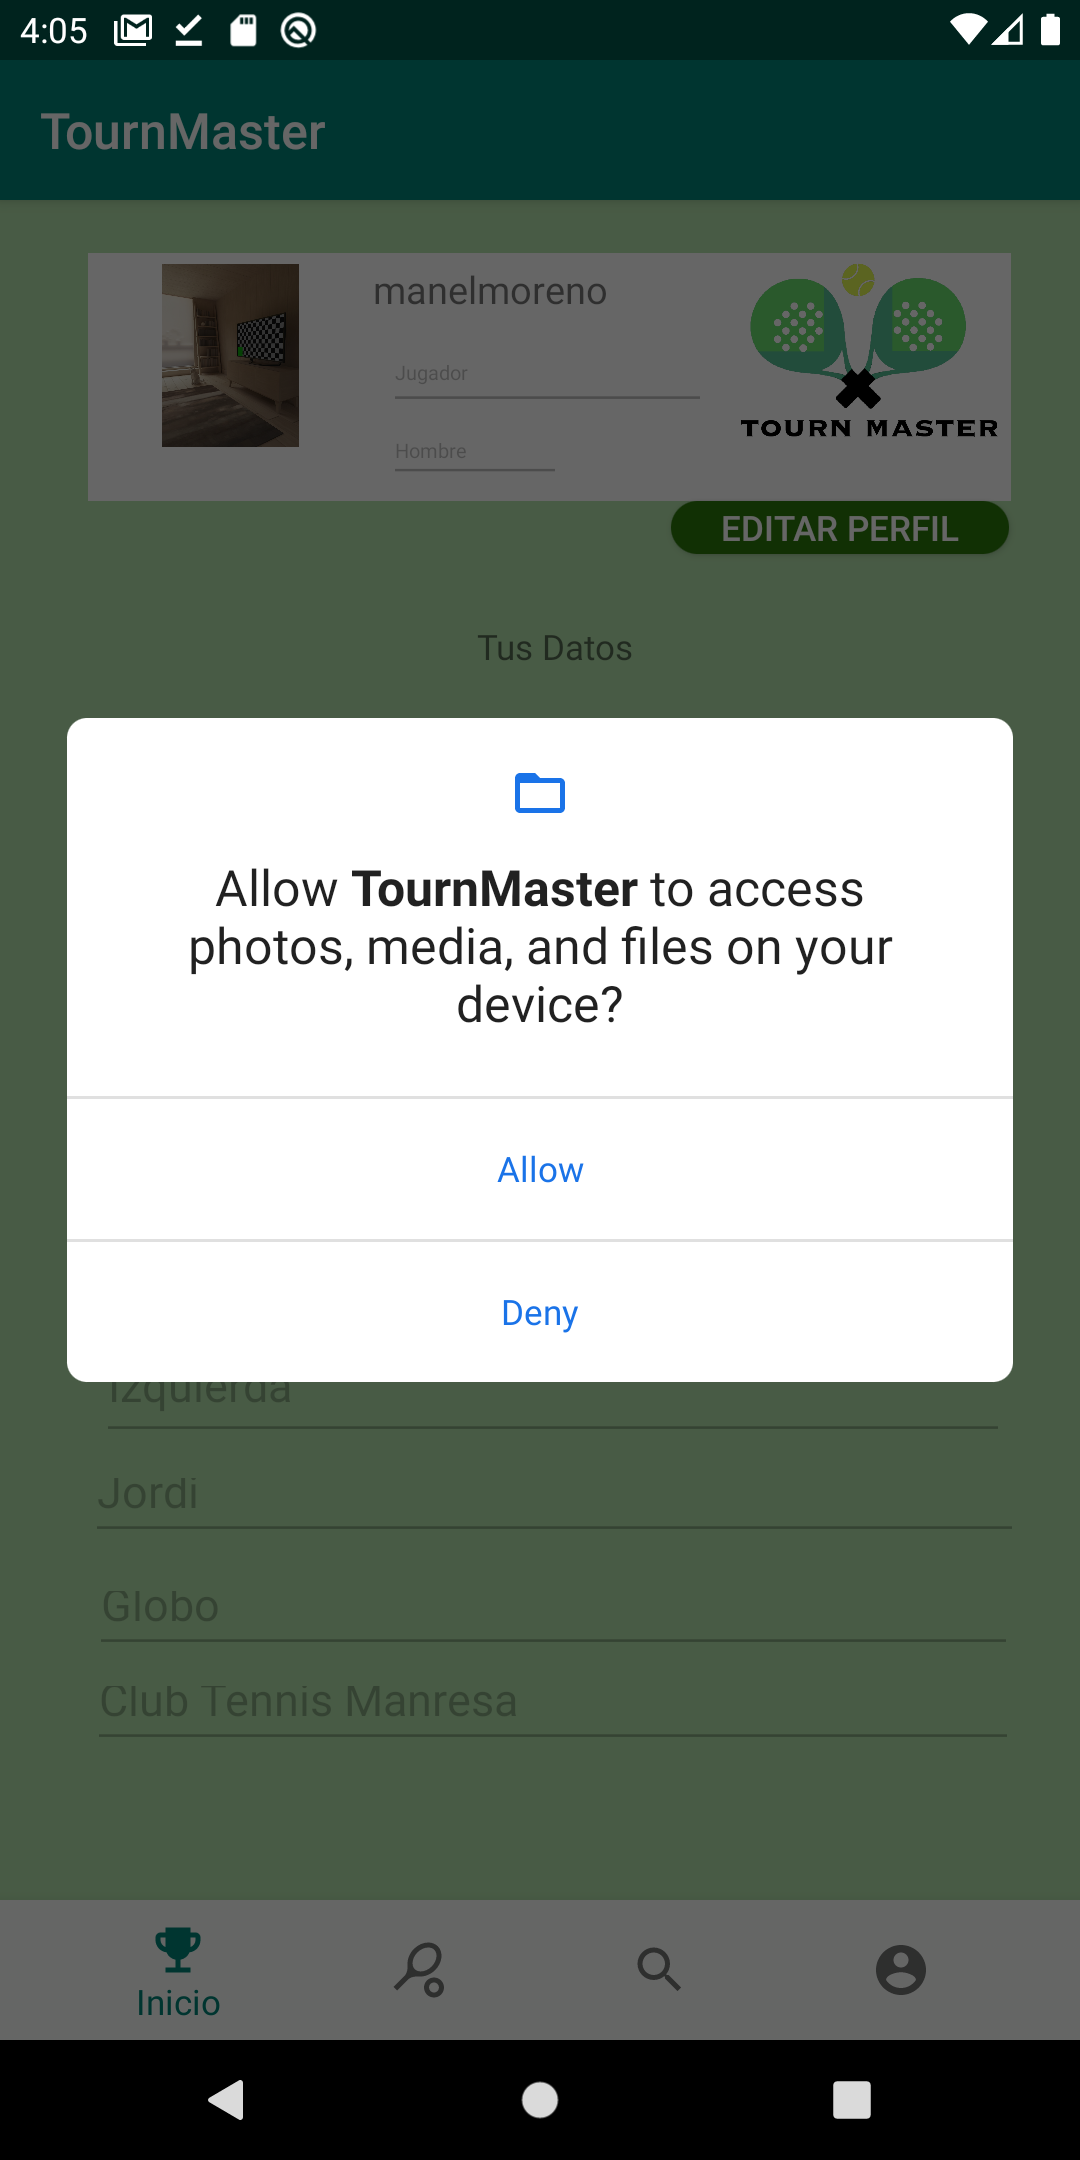 4:05
TournMaster
manelmoreno
Jugador
Hombre
TOURN MASTER
EDITAR PERFIL
Tus Datos
Allow TournMaster to access
photos, media, and files on your
device?
Allow
Deny
Izquierda
Jordi
Globo
Club Tennis Manresa
Inicio